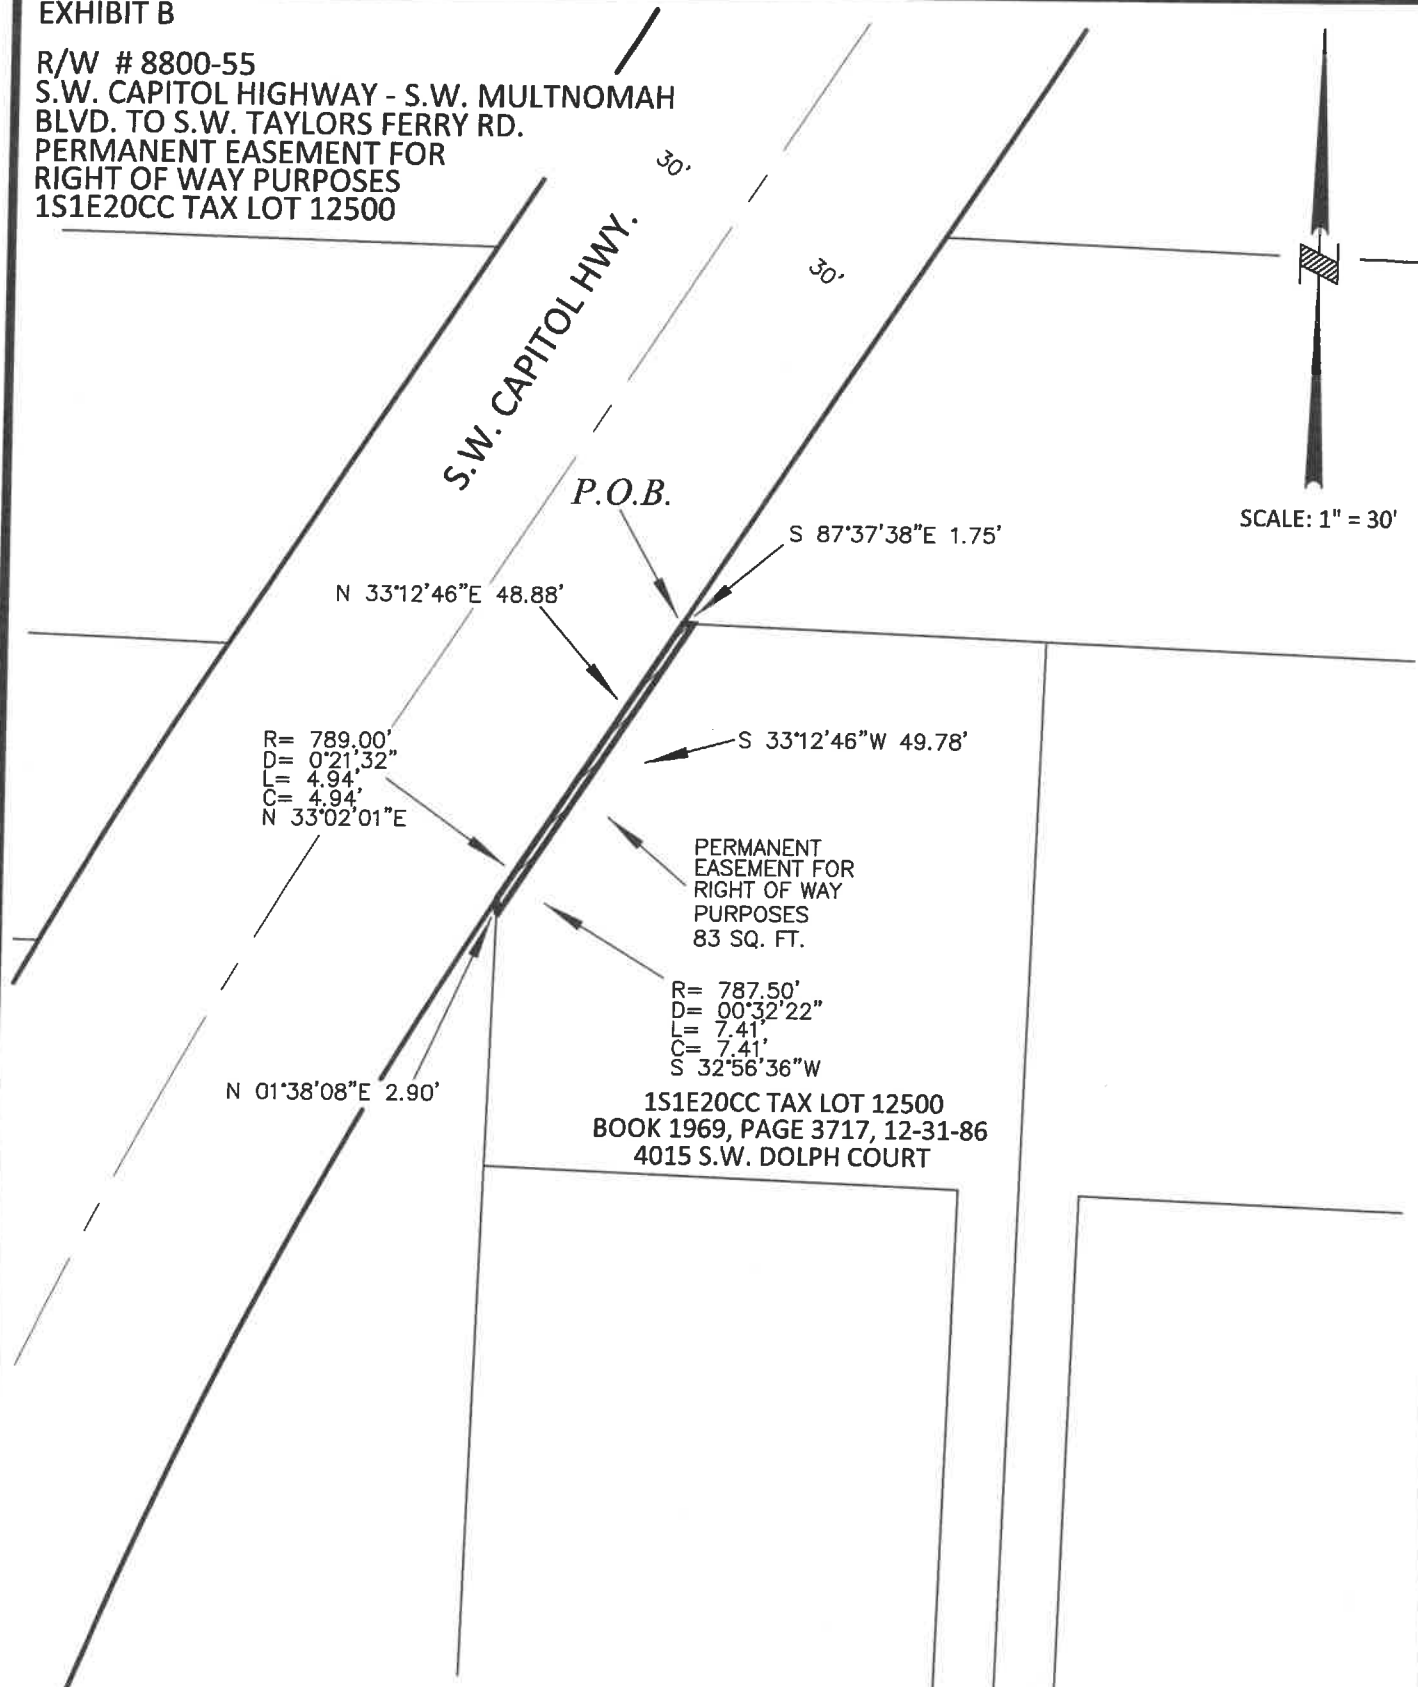 EXHIBIT B
R/W # 8800-55
S.W. CAPITOL HIGHWAY - S.W. MULTNOMAH
BLVD. TO S.W. TAYLORS FERRY RD.
PERMANENT EASEMENT FOR
RIGHT OF WAY PURPOSES
1S1E20CC TAX LOT 12500
30'
30'
S.W. CAPITOL HWY.
P.O.B.
SCALE: 1" = 30'
S 87°37'38"E 1.75'
N 33°12'46"E 48.88'
S 33°12'46"W 49.78'
R= 789.00'
D= 0°21'32"
L= 4.94'
C= 4.94'
N 33°02'01"E
PERMANENT
EASEMENT FOR
RIGHT OF WAY
PURPOSES
83 SQ. FT.
R= 787.50'
D= 00°32'22"
L= 7.41'
C= 7.41'
S 32°56'36"W
N 01°38'08"E 2.90'
1S1E20CC TAX LOT 12500
BOOK 1969, PAGE 3717, 12-31-86
4015 S.W. DOLPH COURT